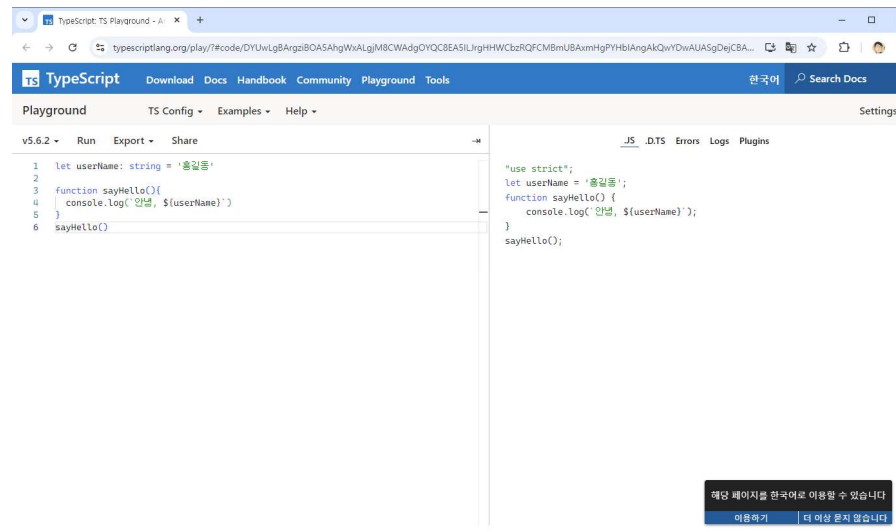 TypeScript: TS Playground - A
typescriptlang.org/play/?#code/DYUwLgBArgziBOA5AhgWxALgjM8CWAdgOYQC8EA5ILJrgHHWCbzRQFCMBmUBAxmHgPYHbIAngAkQwYDwAUASgDejCBA...
TS TypeScript Download Docs Handbook Community Playground Tools 한국어 Search Docs
Playground TS Config Examples Help Settings
v5.6.2 Run Export Share .JS .D.TS Errors Logs Plugins
1 let userName: string = '홍길동'
2
3 function sayHello(){
4 console.log(`안녕, ${userName}`)
5 }
6 sayHello()
"use strict";
let userName = '홍길동';
function sayHello() {
console.log(`안녕, ${userName}`);
}
sayHello();
해당 페이지를 한국어로 이용할 수 있습니다
이용하기 더 이상 묻지 않습니다